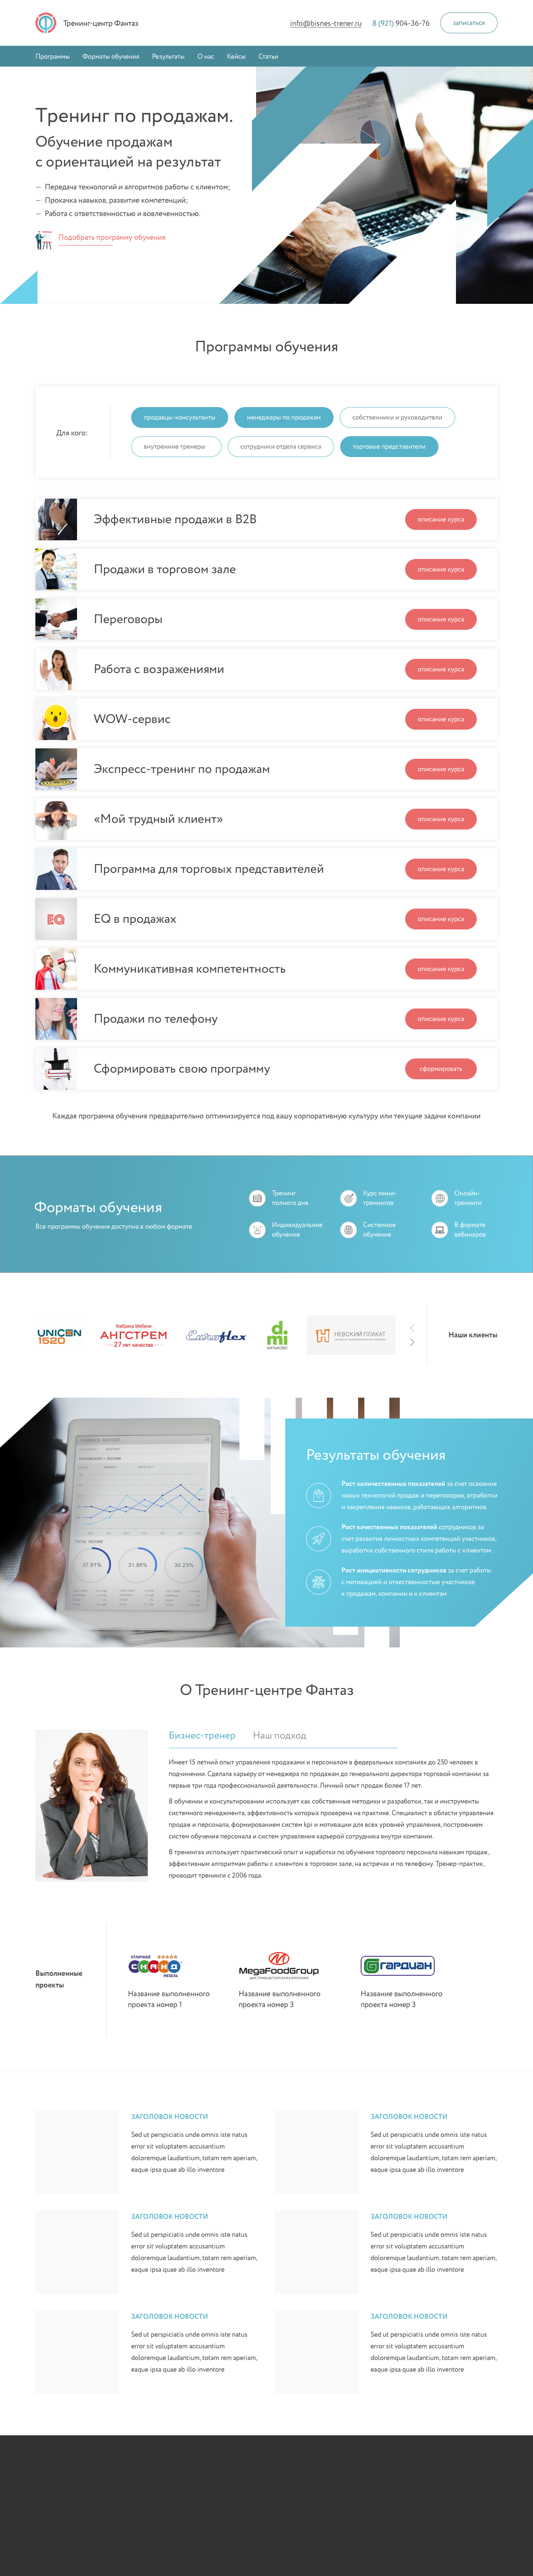 Тренинг-центр Фантаз
info@bisnes-trener.ru
8 (921) 904-36-76
записаться
Программы
Форматы обучения
Результаты
О нас
Кейсы
Статьи
Тренинг по продажам.
Обучение продажам
с ориентацией на результат
— Передача технологий и алгоритмов работы с клиентом;
— Прокачка навыков, развитие компетенций;
— Работа с ответственностью и вовлеченностью.
Подобрать программу обучения
Программы обучения
Для кого:
продавцы-консультанты
менеджеры по продажам
собственники и руководители
внутренние тренеры
сотрудники отдела сервиса
торговые представители
Эффективные продажи в B2B
описание курса
Продажи в торговом зале
описание курса
Переговоры
описание курса
Работа с возражениями
описание курса
WOW-сервис
описание курса
Экспресс-тренинг по продажам
описание курса
«Мой трудный клиент»
описание курса
Программа для торговых представителей
описание курса
EQ
EQ в продажах
описание курса
Коммуникативная компетентность
описание курса
Продажи по телефону
описание курса
Сформировать свою программу
сформировать
Каждая программа обучения предварительно оптимизируется под вашу корпоративную культуру или текущие задачи компании
Форматы обучения
Все программы обучения доступна в любом формате
Тренинг
полного дня
Курс мини-
тренингов
Онлайн-
тренинги
Индивидуальное
обучение
Системное
обучение
В формате
вебинаров
UNICON
1520
Фабрика Мебели
АНГСТРЕМ
27 лет качества
Euroflex
dmi
ДЯТЬКОВО
НЕВСКИЙ ПЛАКАТ
Наши клиенты
FINANCE REPORT
DASHBOARD - INCOME
TOTAL INCOME
37.61%
31.86%
30.23%
Результаты обучения
Рост количественных показателей за счет освоения
новых технологий продаж и переговоров, отработки
и закрепления навыков, работающих алгоритмов.
Рост качественных показателей сотрудников за
счет развития личностных компетенций участников,
выработки собственного стиля работы с клиентом.
Рост инициативности сотрудников за счет работы
с мотивацией и отвественностью участников
к продажам, компании и к клиентам
О Тренинг-центре Фантаз
Бизнес-тренер
Наш подход
Имеет 15 летний опыт управления продажами и персоналом в федеральных компаниях до 250 человек в
подчинении. Сделала карьеру от менеджера по продажам до генерального директора торговой компании за
первые три года профессиональной деятельности. Личный опыт продаж более 17 лет.
В обучении и консультировании использует как собственные методики и разработки, так и инструменты
системного менеджмента, эффективность которых проверена на практике. Специалист в области управления
продаж и персонала, формированием систем kpi и мотивации для всех уровней управления, построением
систем обучения персонала и систем управления карьерой сотрудника внутри компании.
В тренингах использует практический опыт и наработки по обучения торгового персонала навыкам продаж,
эффективным алгоритмам работы с клиентом в торговом зале, на встречах и по телефону. Тренер-практик,
проводит тренинги с 2006 года.
Выполненные
проекты
ОТЛИЧНАЯ
СКАНД
МЕБЕЛЬ
Название выполненного
проекта номер 1
MegaFoodGroup
Название выполненного
проекта номер 3
ГАРДИАН
Название выполненного
проекта номер 3
ЗАГОЛОВОК НОВОСТИ
Sed ut perspiciatis unde omnis iste natus
error sit voluptatem accusantium
doloremque laudantium, totam rem aperiam,
eaque ipsa quae ab illo inventore
ЗАГОЛОВОК НОВОСТИ
Sed ut perspiciatis unde omnis iste natus
error sit voluptatem accusantium
doloremque laudantium, totam rem aperiam,
eaque ipsa quae ab illo inventore
ЗАГОЛОВОК НОВОСТИ
Sed ut perspiciatis unde omnis iste natus
error sit voluptatem accusantium
doloremque laudantium, totam rem aperiam,
eaque ipsa quae ab illo inventore
ЗАГОЛОВОК НОВОСТИ
Sed ut perspiciatis unde omnis iste natus
error sit voluptatem accusantium
doloremque laudantium, totam rem aperiam,
eaque ipsa quae ab illo inventore
ЗАГОЛОВОК НОВОСТИ
Sed ut perspiciatis unde omnis iste natus
error sit voluptatem accusantium
doloremque laudantium, totam rem aperiam,
eaque ipsa quae ab illo inventore
ЗАГОЛОВОК НОВОСТИ
Sed ut perspiciatis unde omnis iste natus
error sit voluptatem accusantium
doloremque laudantium, totam rem aperiam,
eaque ipsa quae ab illo inventore